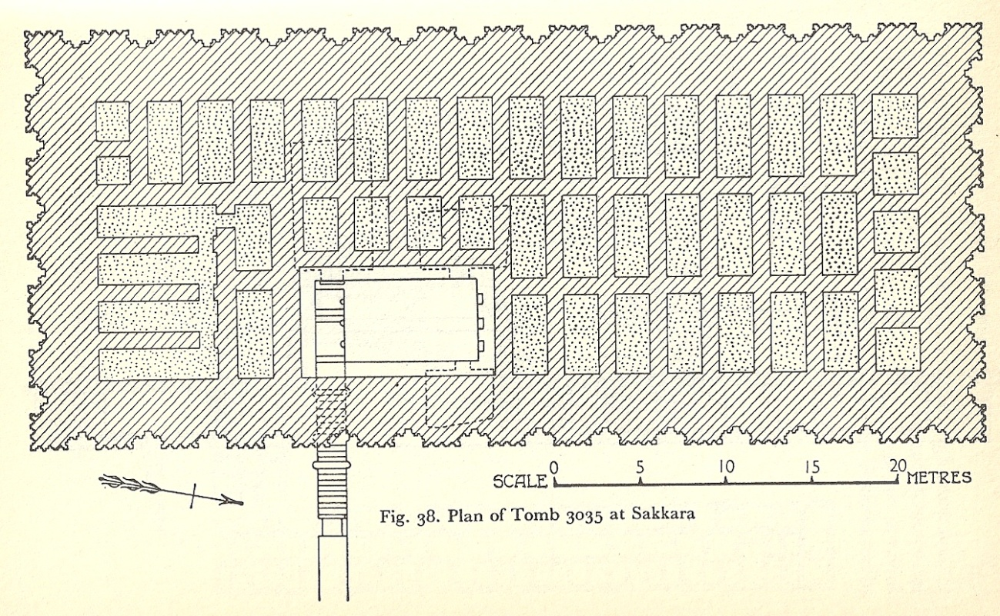 0 5 10 15 20
SCALE METRES
Fig. 38. Plan of Tomb 3035 at Sakkara